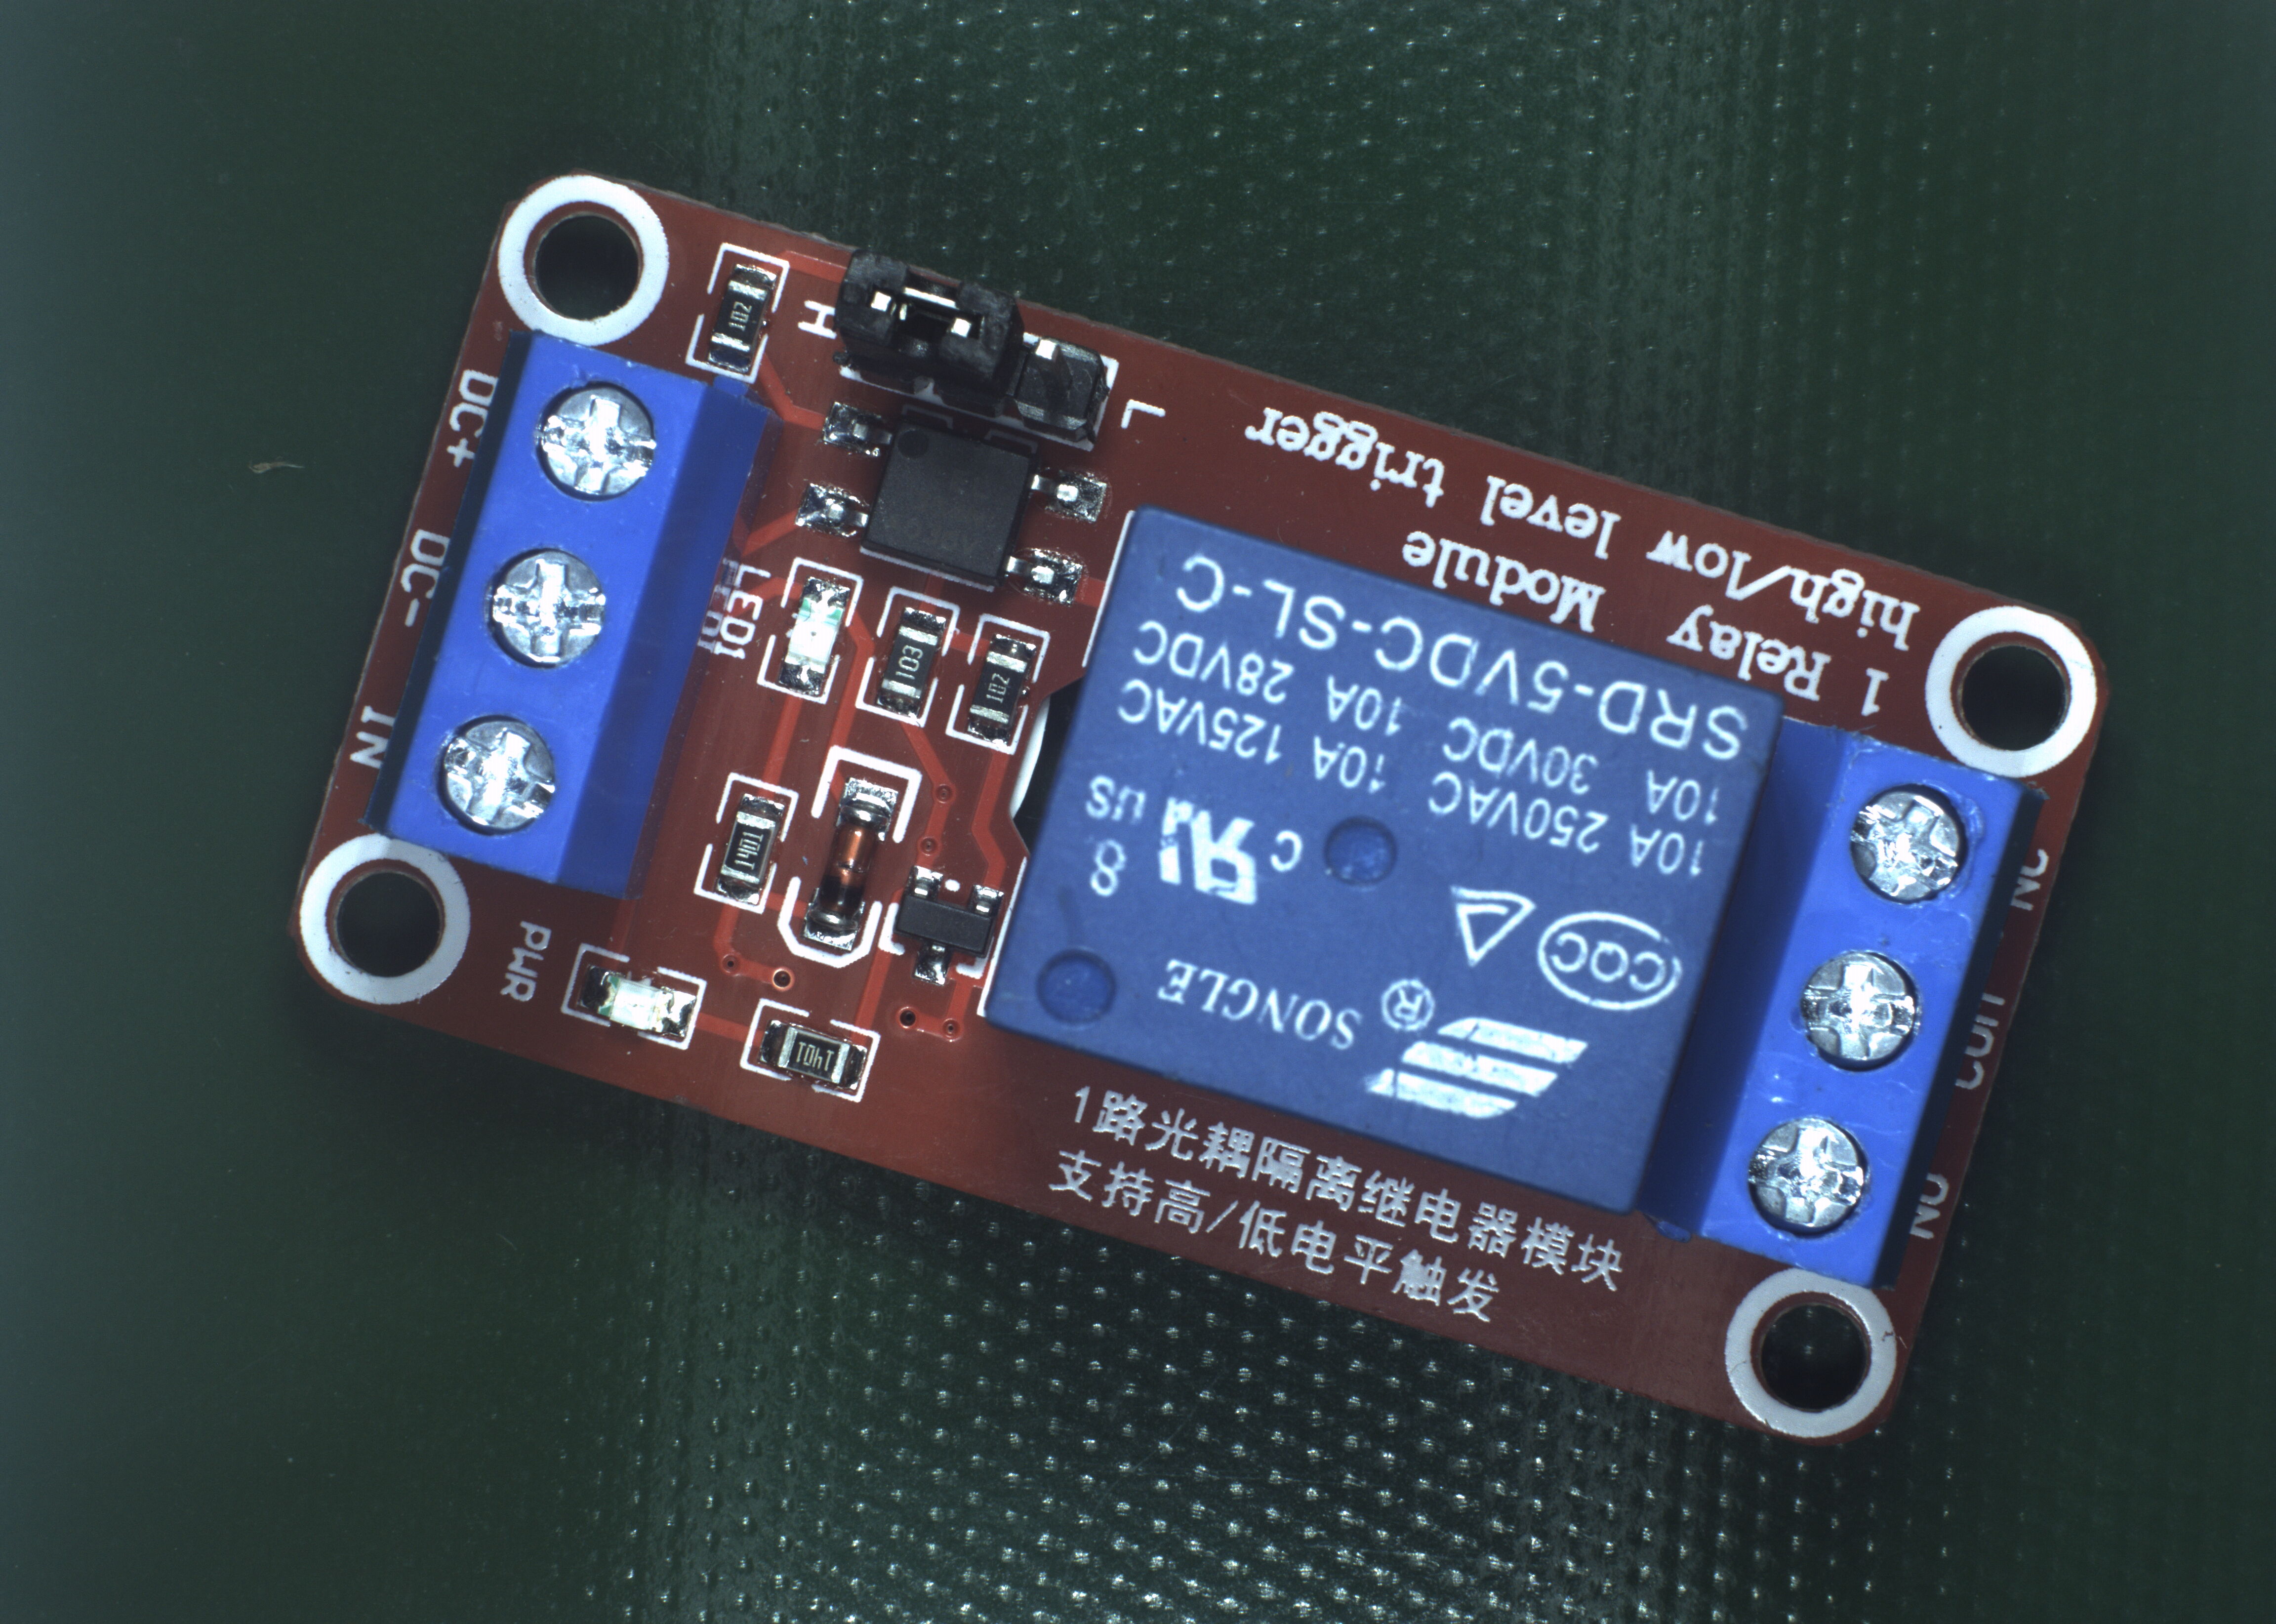 DC+
DC-
IN
102
H
L
LED1
103
102
1401
PWR
1401
1 Relay Module
high/low level trigger
SONGLE
®
CQC
8
c
US
10A 250VAC 10A 125VAC
10A 30VDC 10A 28VDC
SRD-5VDC-SL-C
1路光耦隔离继电器模块
支持高/低电平触发
NC
COM
NO